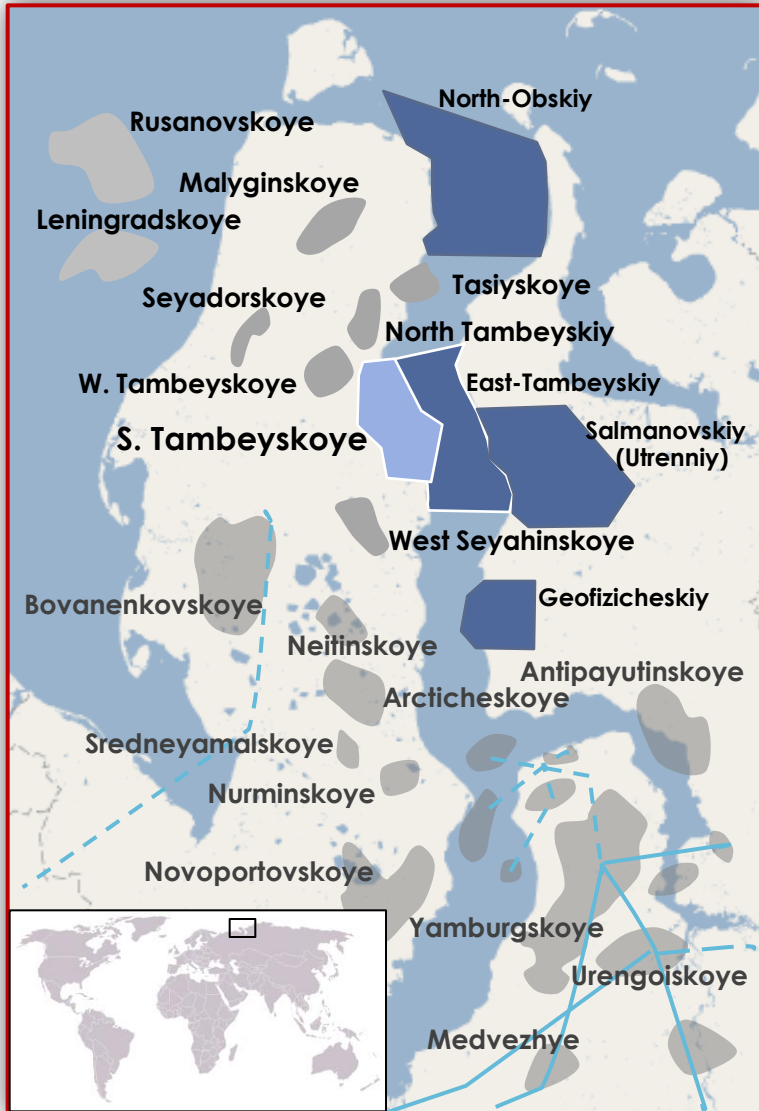 North-Obskiy
Rusanovskoye
Malyginskoye
Leningradskoye
Tasiyskoye
Seyadorskoye
North Tambeyskiy
W. Tambeyskoye
East-Tambeyskiy
S. Tambeyskoye
Salmanovskiy
(Utrenniy)
West Seyahinskoye
Bovanenkovskoye
Geofizicheskiy
Neitinskoye
Antipayutinskoye
Arcticheskoye
Sredneyamalskoye
Nurminskoye
Novoportovskoye
Yamburgskoye
Urengoiskoye
Medvezhye